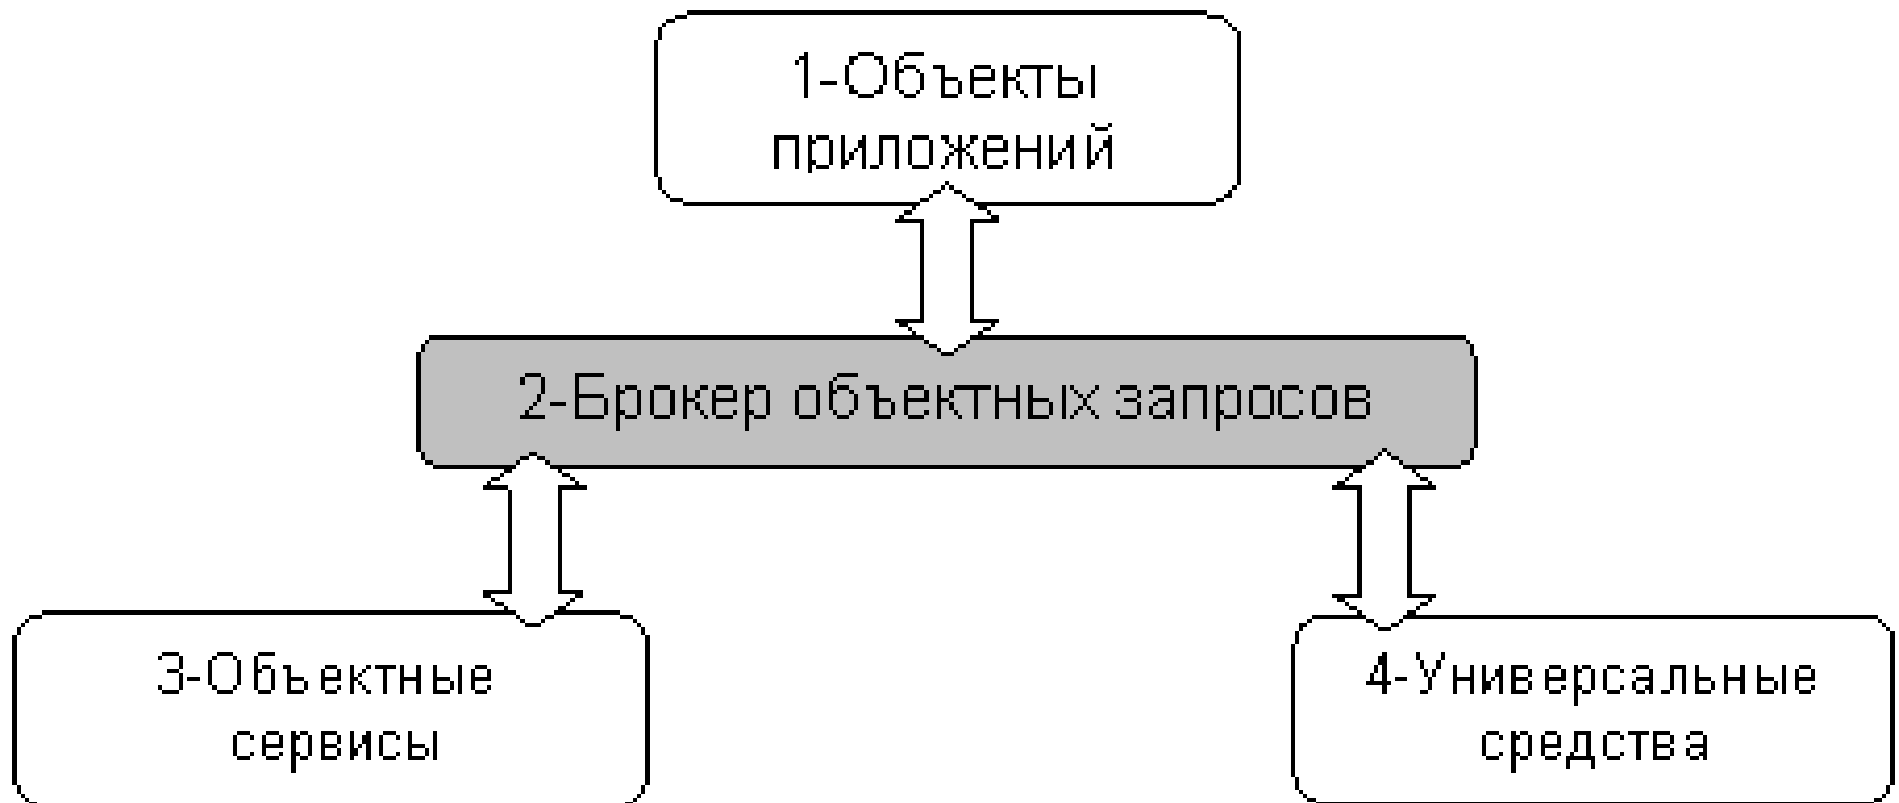 1-Объекты
приложений
2-Брокер объектных запросов
3-Объектные
сервисы
4-Универсальные
средства